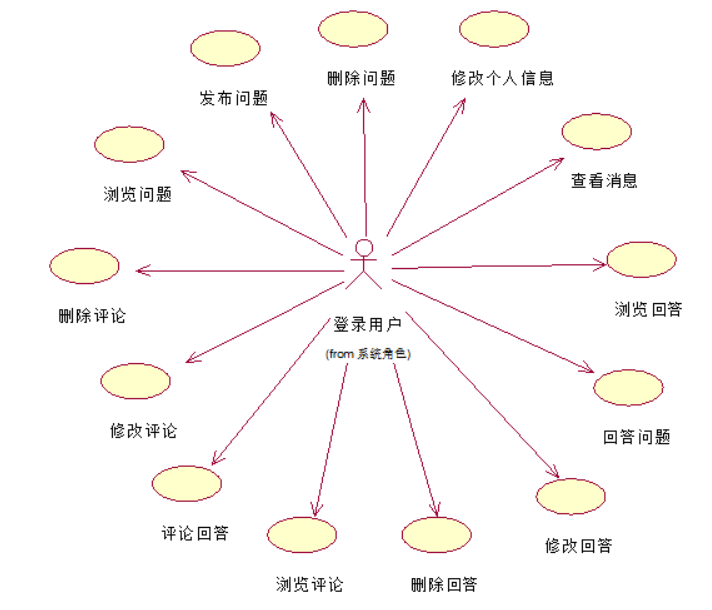 删除问题
修改个人信息
发布问题
查看消息
浏览问题
浏览回答
删除评论
登录用户
(from 系统角色)
修改评论
回答问题
评论回答
修改回答
浏览评论
删除回答